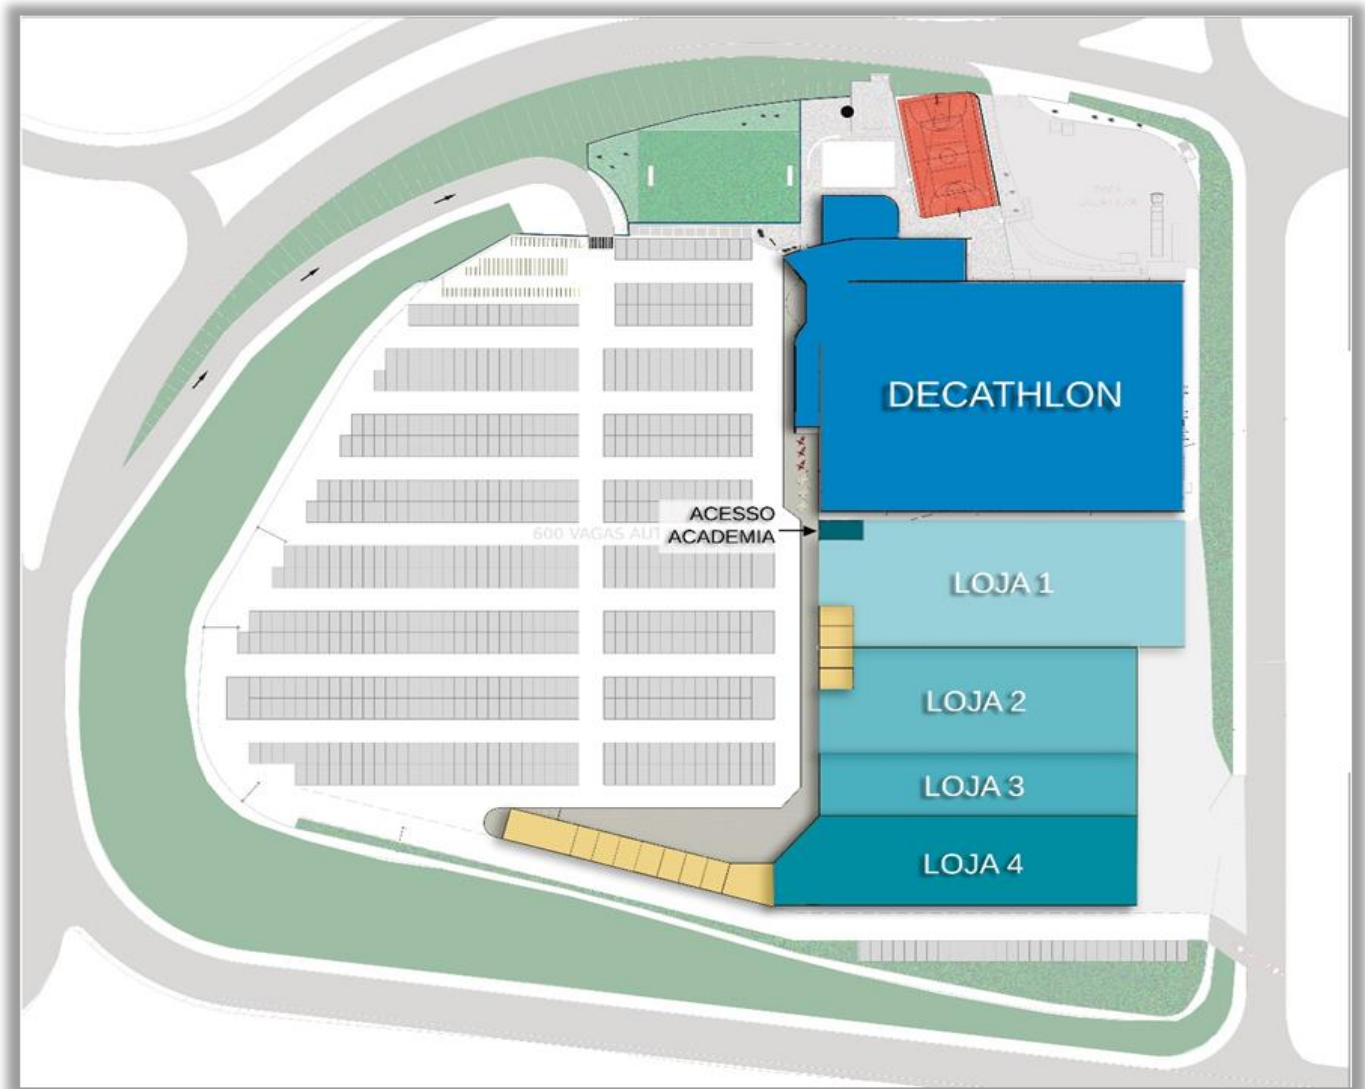 DECATHLON
ACESSO
ACADEMIA
600 VAGAS AUT
LOJA 1
LOJA 2
LOJA 3
LOJA 4